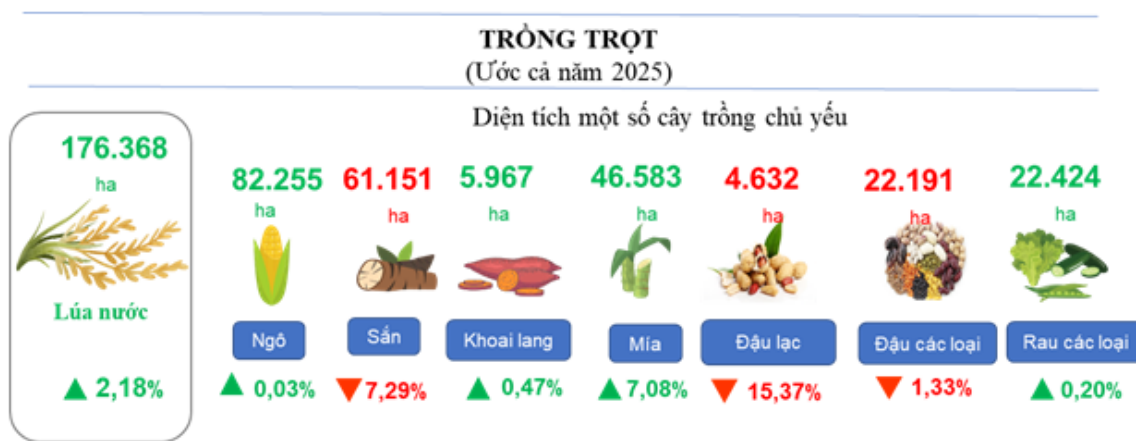 TRỒNG TRỌT
(Ước cả năm 2025)
Diện tích một số cây trồng chủ yếu
176.368
ha
Lúa nước
▲ 2,18%
82.255
ha
Ngô
▲ 0,03%
61.151
ha
Sắn
▼ 7,29%
5.967
ha
Khoai lang
▲ 0,47%
46.583
ha
Mía
▲ 7,08%
4.632
ha
Đậu lạc
▼ 15,37%
22.191
ha
Đậu các loại
▼ 1,33%
22.424
ha
Rau các loại
▲ 0,20%